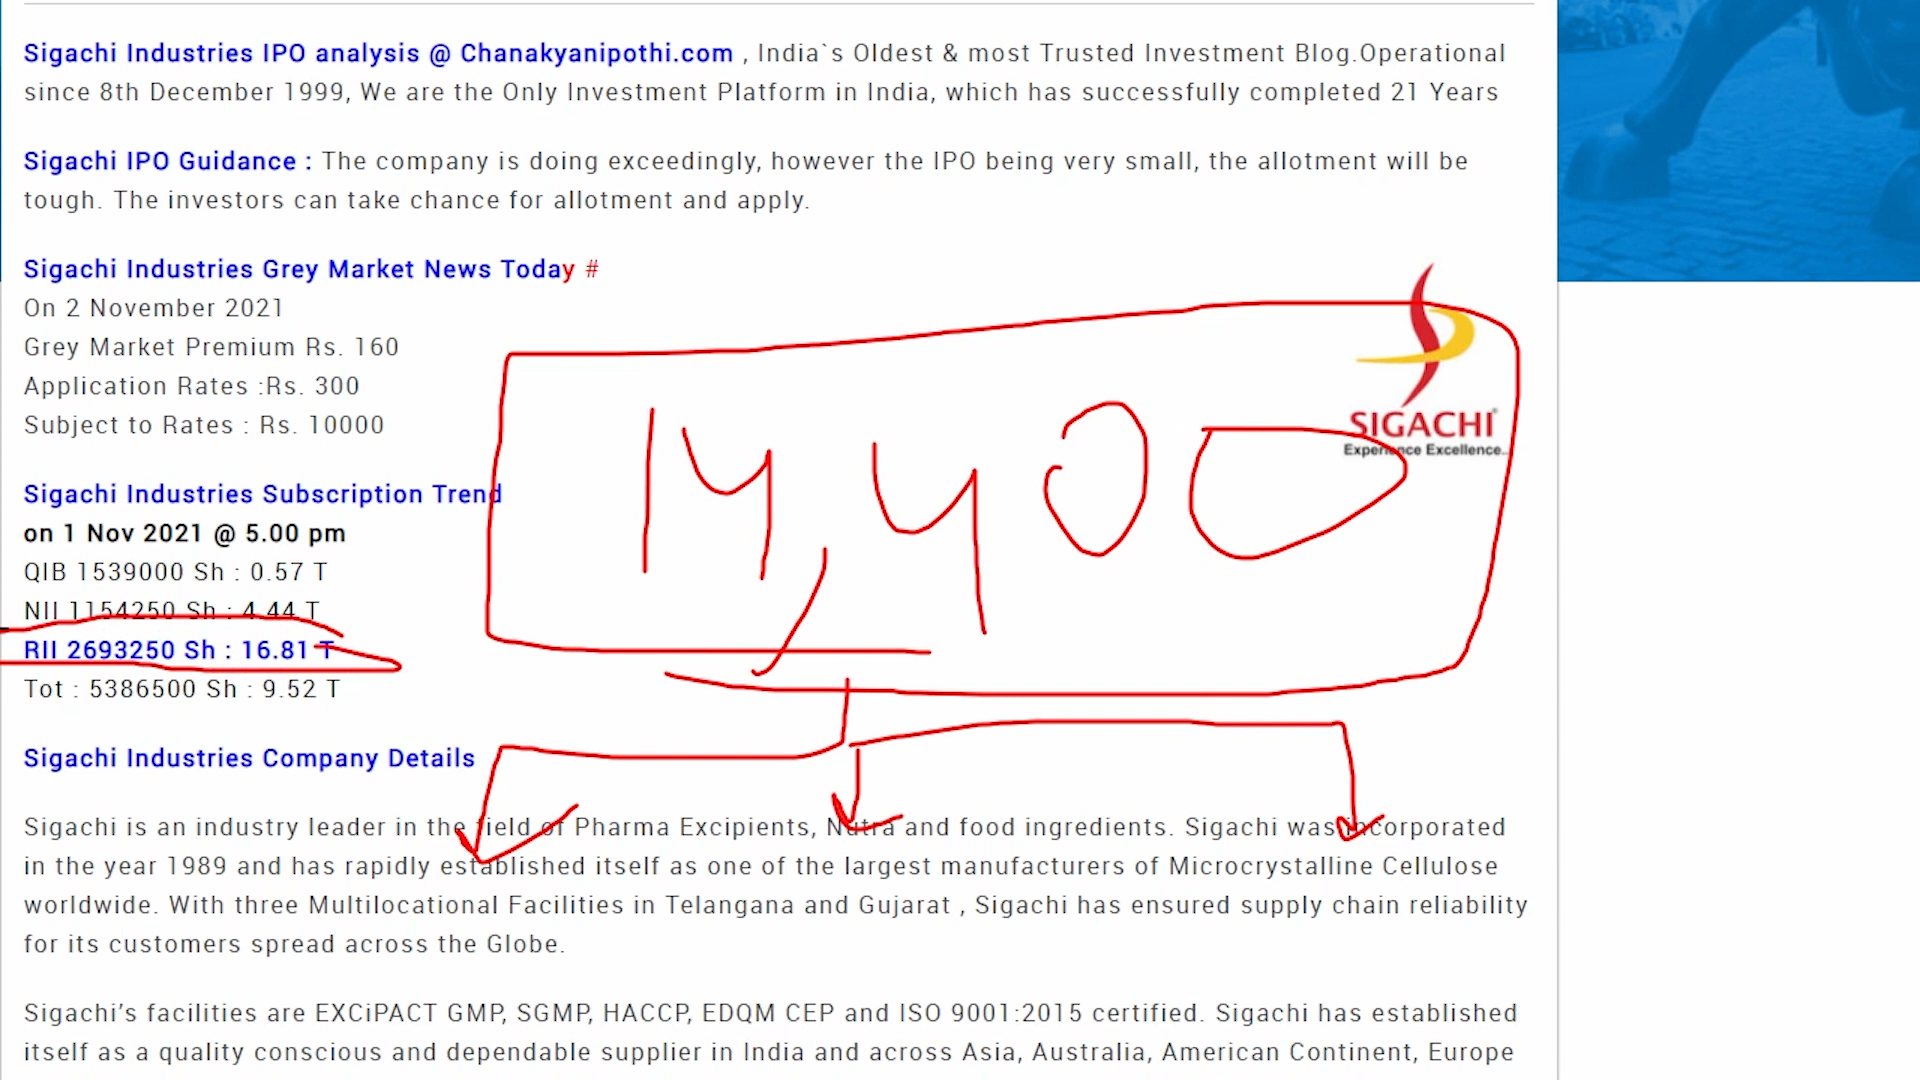 Sigachi Industries IPO analysis @ Chanakyanipothi.com , India`s Oldest & most Trusted Investment Blog.Operational
since 8th December 1999, We are the Only Investment Platform in India, which has successfully completed 21 Years
Sigachi IPO Guidance : The company is doing exceedingly, however the IPO being very small, the allotment will be
tough. The investors can take chance for allotment and apply.
Sigachi Industries Grey Market News Today #
On 2 November 2021
Grey Market Premium Rs. 160
Application Rates :Rs. 300
Subject to Rates : Rs. 10000
14,400
SIGACHI
Experience Excellence..
Sigachi Industries Subscription Trend
on 1 Nov 2021 @ 5.00 pm
QIB 1539000 Sh : 0.57 T
NII 1154250 Sh : 4.44 T
RII 2693250 Sh : 16.81 T
Tot : 5386500 Sh : 9.52 T
Sigachi Industries Company Details
Sigachi is an industry leader in the field of Pharma Excipients, Nutra and food ingredients. Sigachi was incorporated
in the year 1989 and has rapidly established itself as one of the largest manufacturers of Microcrystalline Cellulose
worldwide. With three Multilocational Facilities in Telangana and Gujarat , Sigachi has ensured supply chain reliability
for its customers spread across the Globe.
Sigachi’s facilities are EXCiPACT GMP, SGMP, HACCP, EDQM CEP and ISO 9001:2015 certified. Sigachi has established
itself as a quality conscious and dependable supplier in India and across Asia, Australia, American Continent, Europe